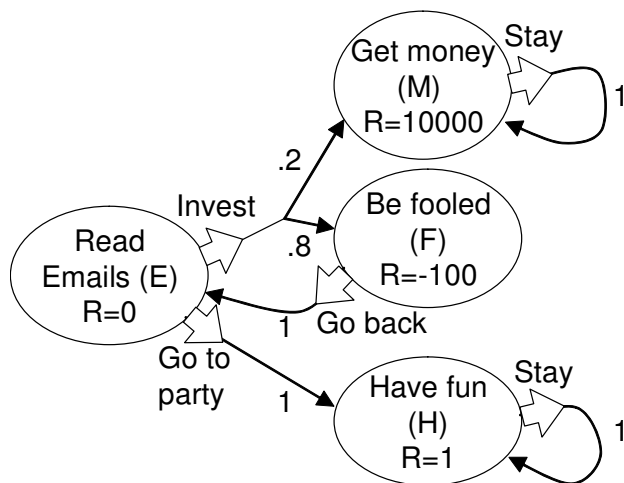 Get money
(M)
R=10000
Stay
1
.2
Invest
.8
Be fooled
(F)
R=-100
Read
Emails (E)
R=0
1
Go back
Go to
party
1
Have fun
(H)
R=1
Stay
1